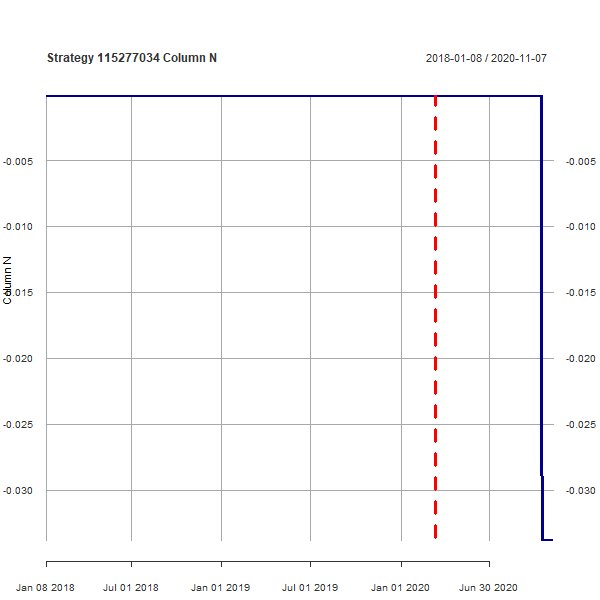 Strategy 115277034 Column N
2018-01-08 / 2020-11-07
-0.005
-0.005
-0.010
-0.010
Column N
-0.015
-0.015
-0.020
-0.020
-0.025
-0.025
-0.030
-0.030
Jan 08 2018
Jul 01 2018
Jan 01 2019
Jul 01 2019
Jan 01 2020
Jun 30 2020